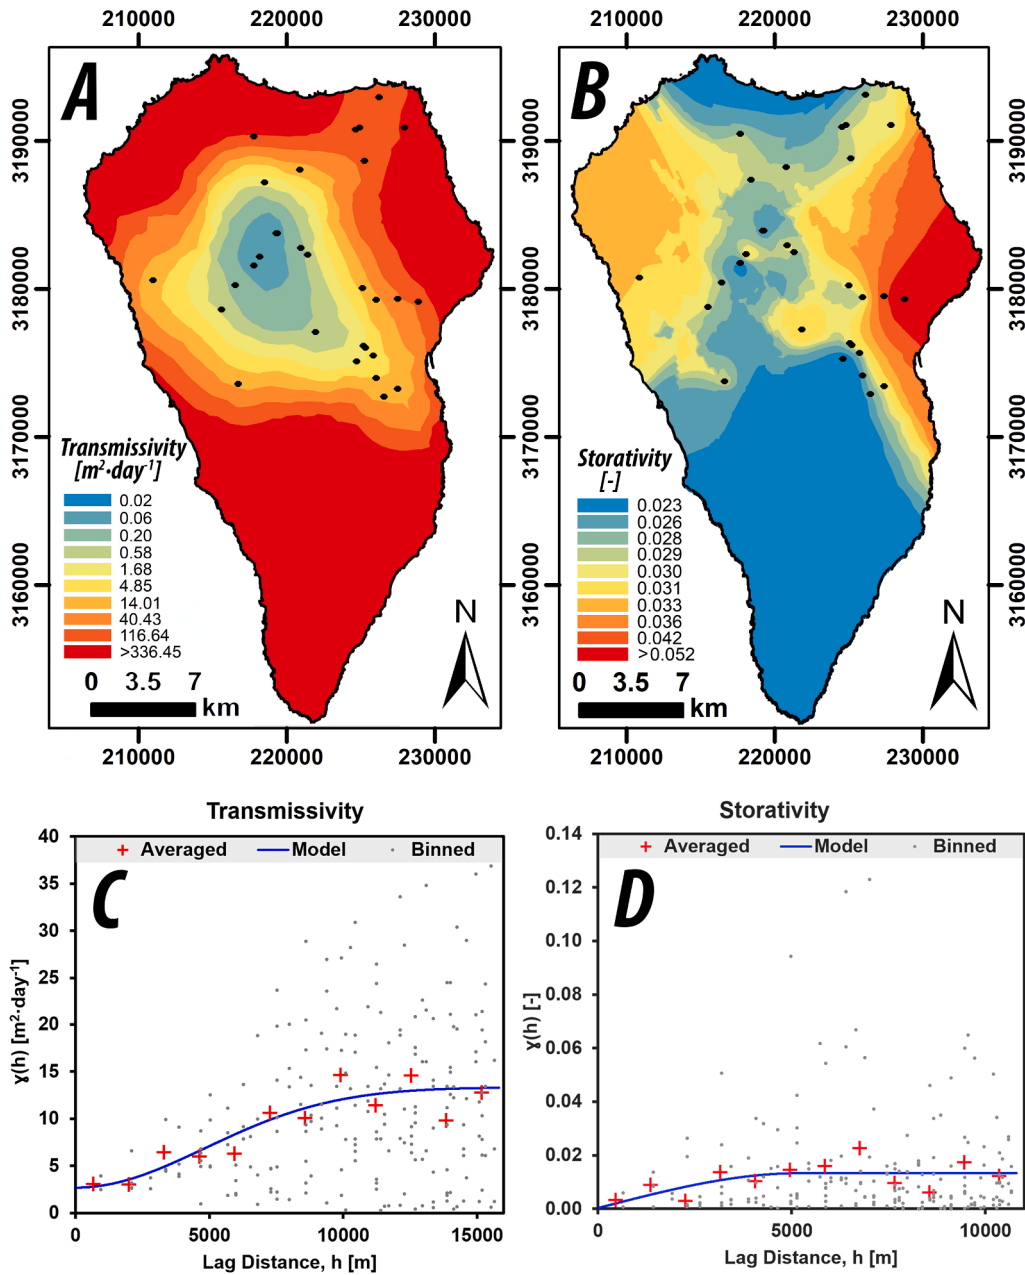 210000 220000 230000
210000 220000 230000
A
B
3190000
3180000
3170000
3160000
3190000
3180000
3170000
3160000
3190000
3180000
3170000
3160000
Transmissivity
[m²·day⁻¹]
0.02
0.06
0.20
0.58
1.68
4.85
14.01
40.43
116.64
>336.45
0 3.5 7
km
N
Storativity
[-]
0.023
0.026
0.028
0.029
0.030
0.031
0.033
0.036
0.042
>0.052
0 3.5 7
km
N
210000 220000 230000
210000 220000 230000
Transmissivity
Averaged Model Binned
C
ɣ(h) [m²·day⁻¹]
40
35
30
25
20
15
10
5
0
0 5000 10000 15000
Lag Distance, h [m]
Storativity
Averaged Model Binned
D
ɣ(h) [-]
0.14
0.12
0.10
0.08
0.06
0.04
0.02
0.00
0 5000 10000
Lag Distance, h [m]